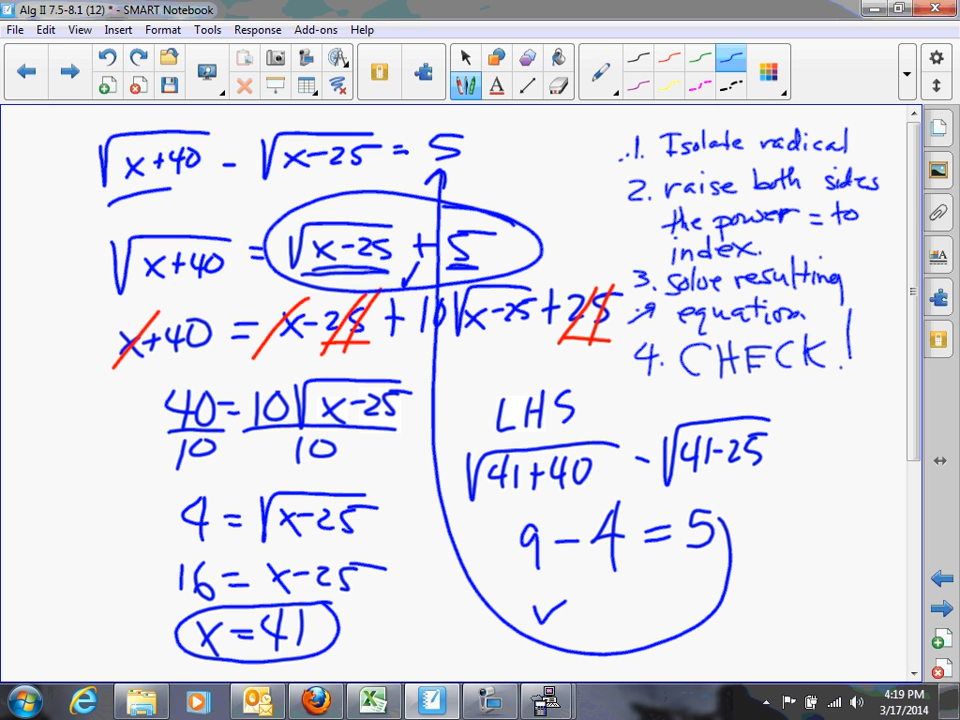 Alg II 7.5-8.1 (12) * - SMART Notebook
File Edit View Insert Format Tools Response Add-ons Help
√(x+40) - √(x-25) = 5
√(x+40) = √(x-25) + 5
x+40 = x-25 + 10√(x-25) + 25
40 = 10√(x-25)
10 10
4 = √(x-25)
16 = x-25
x = 41
1. Isolate radical
2. raise both sides
the power = to
index.
3. solve resulting
equation
4. CHECK!
LHS
√(41+40) - √(41-25)
9 - 4 = 5
✓
4:19 PM
3/17/2014